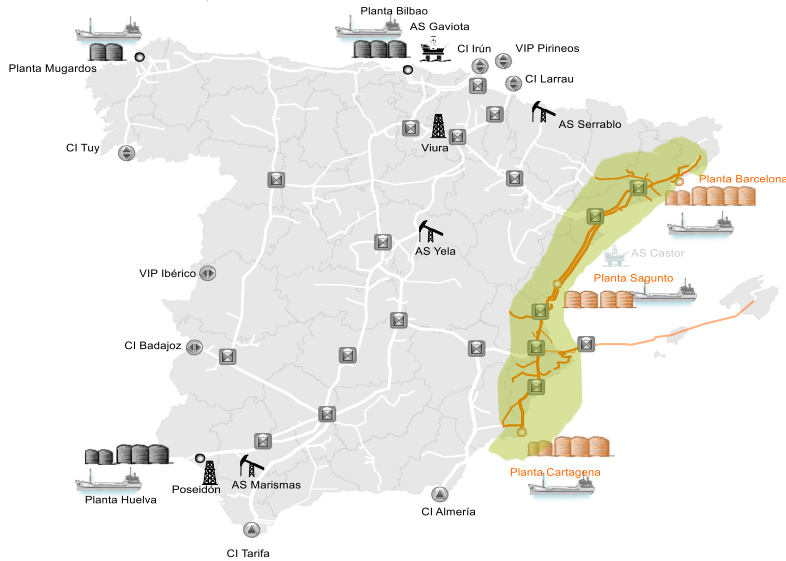 Planta Bilbao
AS Gaviota
CI Irún
VIP Pirineos
Planta Mugardos
CI Larrau
AS Serrablo
Viura
CI Tuy
Planta Barcelona
AS Yela
AS Castor
VIP Ibérico
Planta Sagunto
CI Badajoz
Planta Cartagena
Poseidón
AS Marismas
Planta Huelva
CI Almería
CI Tarifa